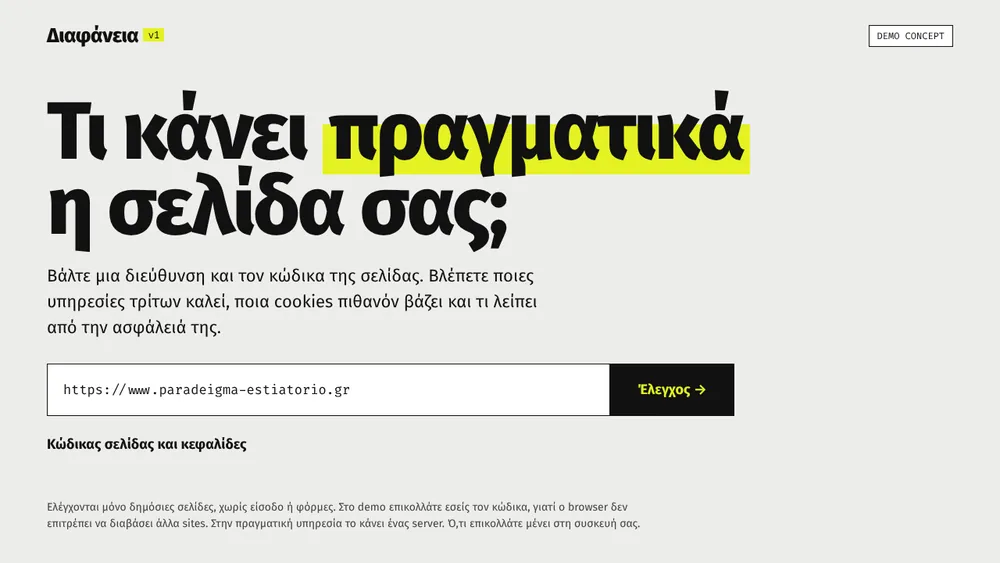 Διαφάνεια v1
DEMO CONCEPT
Τι κάνει πραγματικά
η σελίδα σας;
Βάλτε μια διεύθυνση και τον κώδικα της σελίδας. Βλέπετε ποιες
υπηρεσίες τρίτων καλεί, ποια cookies πιθανόν βάζει και τι λείπει
από την ασφάλειά της.
https://www.paradeigma-estiatorio.gr
Έλεγχος →
Κώδικας σελίδας και κεφαλίδες
Ελέγχονται μόνο δημόσιες σελίδες, χωρίς είσοδο ή φόρμες. Στο demo επικολλάτε εσείς τον κώδικα, γιατί ο browser δεν
επιτρέπει να διαβάσει άλλα sites. Στην πραγματική υπηρεσία το κάνει ένας server. Ό,τι επικολλάτε μένει στη συσκευή σας.